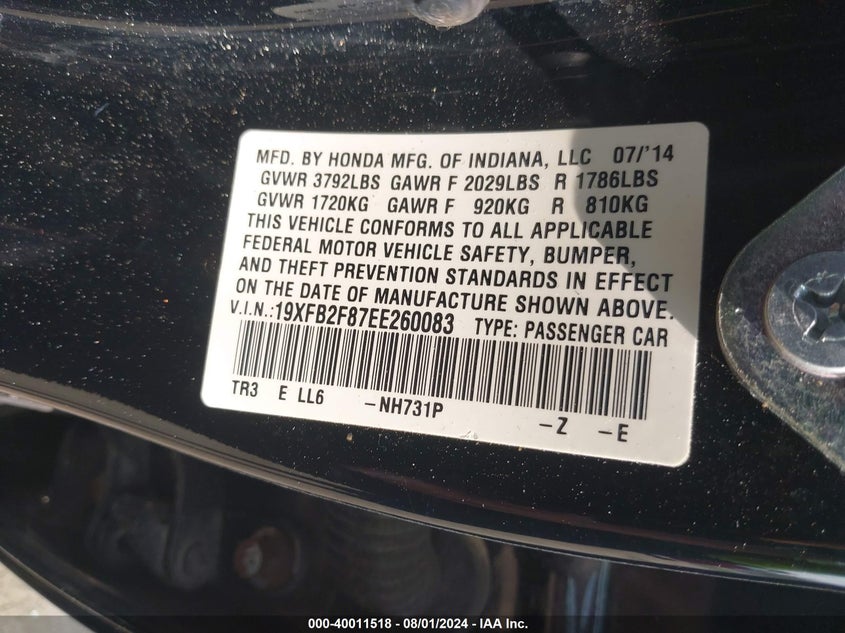 MFD. BY HONDA MFG. OF INDIANA, LLC 07/'14
GVWR 3792LBS GAWR F 2029LBS R 1786LBS
GVWR 1720KG GAWR F 920KG R 810KG
THIS VEHICLE CONFORMS TO ALL APPLICABLE
FEDERAL MOTOR VEHICLE SAFETY, BUMPER,
AND THEFT PREVENTION STANDARDS IN EFFECT
ON THE DATE OF MANUFACTURE SHOWN ABOVE.
V.I.N.:19XFB2F87EE260083 TYPE: PASSENGER CAR
TR3 E LL6 -NH731P -Z -E
000-40011518 - 08/01/2024 - IAA Inc.